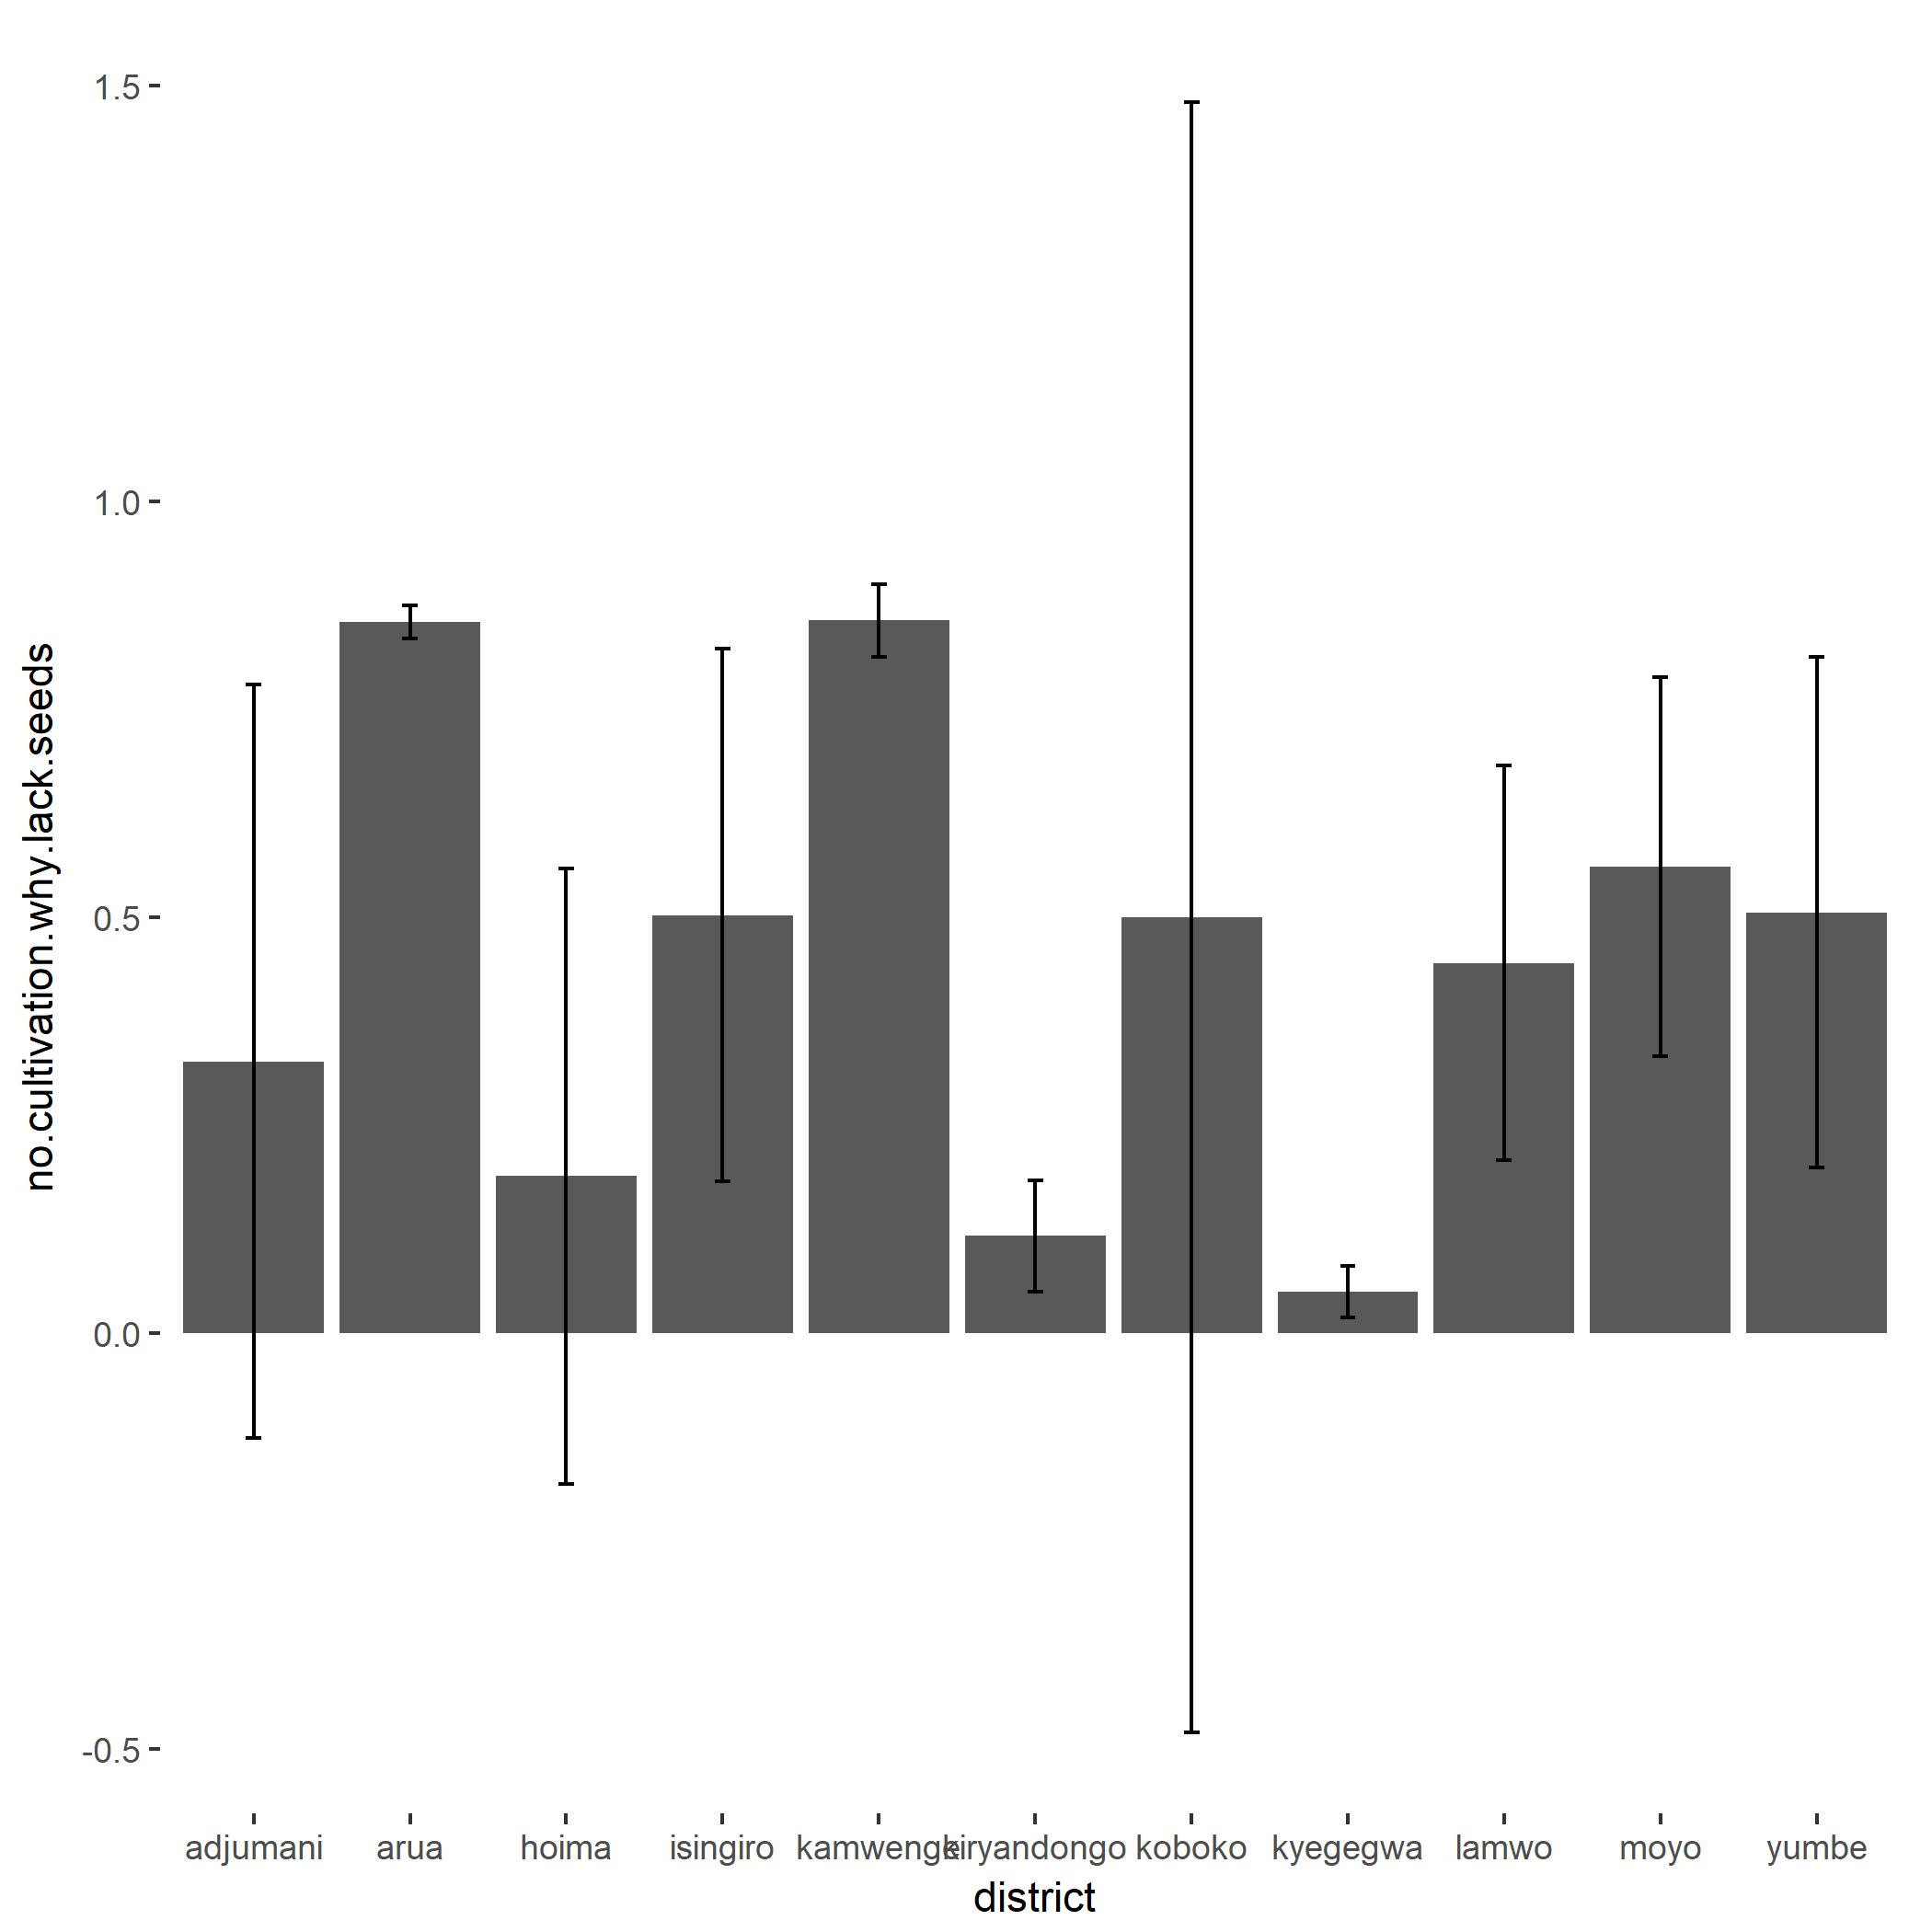 1.5
1.0
0.5
0.0
-0.5
no.cultivation.why.lack.seeds
adjumani arua hoima isingiro kamwenge kiryandongo koboko kyegegwa lamwo moyo yumbe
district